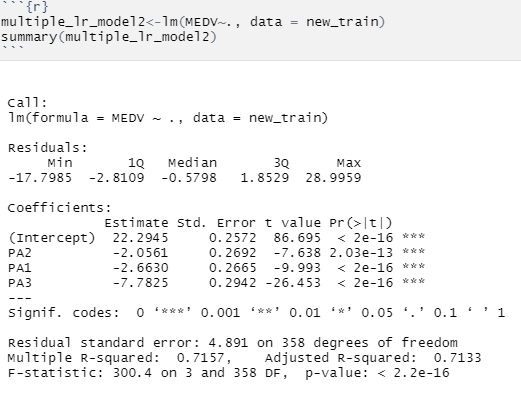 ```{r}
multiple_lr_model2<-lm(MEDV~., data = new_train)
summary(multiple_lr_model2)
```
Call:
lm(formula = MEDV ~ ., data = new_train)
Residuals:
Min 1Q Median 3Q Max
-17.7985 -2.8109 -0.5798 1.8529 28.9959
Coefficients:
Estimate Std. Error t value Pr(>|t|)
(Intercept) 22.2945 0.2572 86.695 < 2e-16 ***
PA2 -2.0561 0.2692 -7.638 2.03e-13 ***
PA1 -2.6630 0.2665 -9.993 < 2e-16 ***
PA3 -7.7825 0.2942 -26.453 < 2e-16 ***
---
Signif. codes: 0 ‘***’ 0.001 ‘**’ 0.01 ‘*’ 0.05 ‘.’ 0.1 ‘ ’ 1
Residual standard error: 4.891 on 358 degrees of freedom
Multiple R-squared: 0.7157, Adjusted R-squared: 0.7133
F-statistic: 300.4 on 3 and 358 DF, p-value: < 2.2e-16